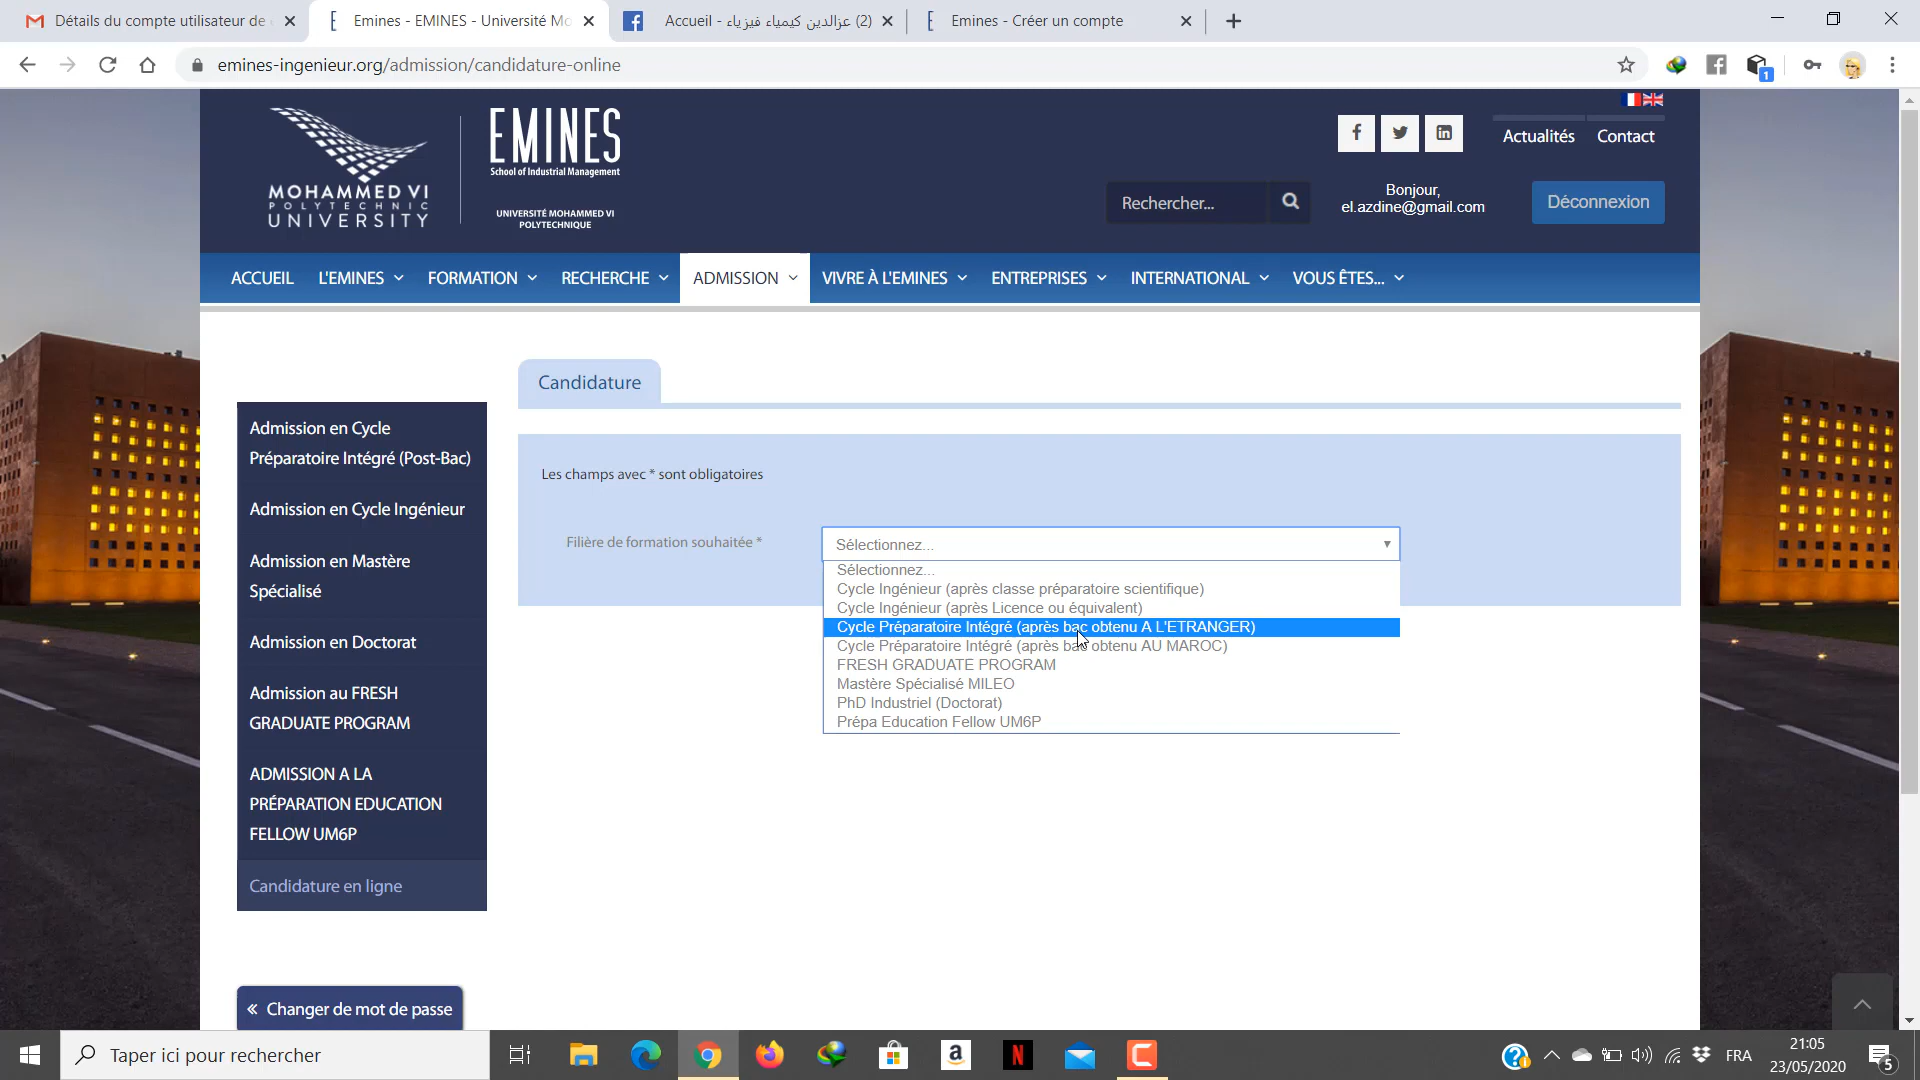 Détails du compte utilisateur de
Emines - EMINES - Université Mo
Accueil - عزالدين كيمياء فيزياء (2)
Emines - Créer un compte
emines-ingenieur.org/admission/candidature-online
1
MOHAMMED VI
POLYTECHNIC
UNIVERSITY
EMINES
School of Industrial Management
UNIVERSITÉ MOHAMMED VI
POLYTECHNIQUE
Actualités
Contact
Rechercher...
Bonjour,
el.azdine@gmail.com
Déconnexion
ACCUEIL
L'EMINES
FORMATION
RECHERCHE
ADMISSION
VIVRE À L'EMINES
ENTREPRISES
INTERNATIONAL
VOUS ÊTES...
Candidature
Admission en Cycle
Préparatoire Intégré (Post-Bac)
Admission en Cycle Ingénieur
Admission en Mastère
Spécialisé
Admission en Doctorat
Admission au FRESH
GRADUATE PROGRAM
ADMISSION A LA
PRÉPARATION EDUCATION
FELLOW UM6P
Candidature en ligne
Changer de mot de passe
Les champs avec * sont obligatoires
Filière de formation souhaitée *
Sélectionnez...
Sélectionnez...
Cycle Ingénieur (après classe préparatoire scientifique)
Cycle Ingénieur (après Licence ou équivalent)
Cycle Préparatoire Intégré (après bac obtenu A L'ETRANGER)
Cycle Préparatoire Intégré (après bac obtenu AU MAROC)
FRESH GRADUATE PROGRAM
Mastère Spécialisé MILEO
PhD Industriel (Doctorat)
Prépa Education Fellow UM6P
Taper ici pour rechercher
FRA
21:05
23/05/2020
5